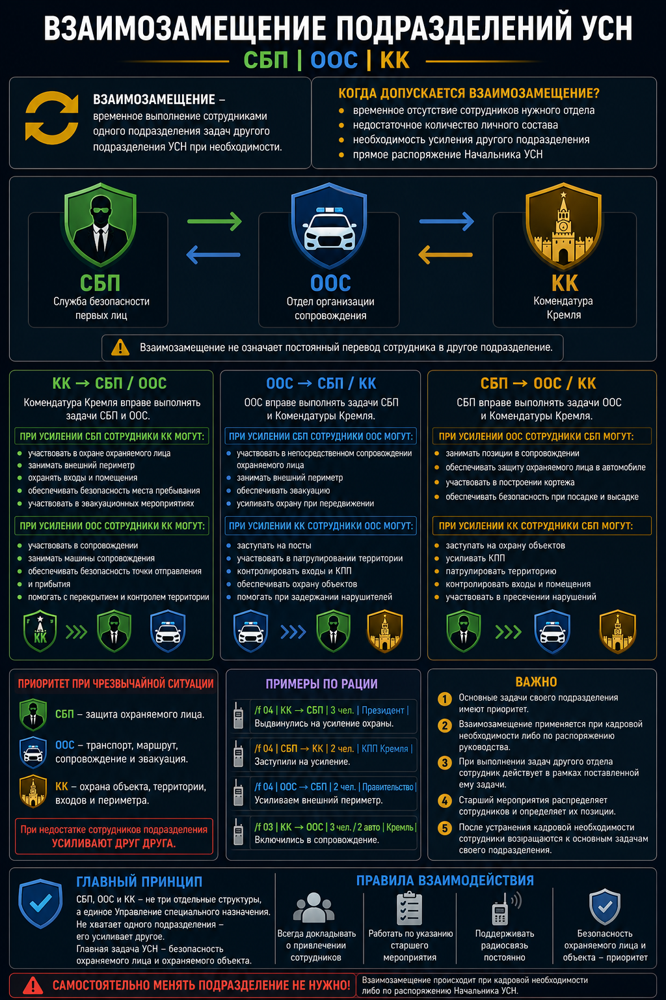 ВЗАИМОЗАМЕЩЕНИЕ ПОДРАЗДЕЛЕНИЙ УСН
СБП | ООС | КК
ВЗАИМОЗАМЕЩЕНИЕ –
временное выполнение сотрудниками
одного подразделения задач другого
подразделения УСН при необходимости.
КОГДА ДОПУСКАЕТСЯ ВЗАИМОЗАМЕЩЕНИЕ?
• временное отсутствие сотрудников нужного отдела
• недостаточное количество личного состава
• необходимость усиления другого подразделения
• прямое распоряжение Начальника УСН
СБП
Служба безопасности
первых лиц
ООС
Отдел организации
сопровождения
КК
Комендатура
Кремля
Взаимозамещение не означает постоянный перевод сотрудника в другое подразделение.
КК → СБП / ООС
Комендатура Кремля вправе выполнять
задачи СБП и ООС.
ПРИ УСИЛЕНИИ СБП СОТРУДНИКИ КК МОГУТ:
• участвовать в охране охраняемого лица
• занимать внешний периметр
• охранять входы и помещения
• обеспечивать безопасность места пребывания
• участвовать в эвакуационных мероприятиях
ПРИ УСИЛЕНИИ ООС СОТРУДНИКИ КК МОГУТ:
• участвовать в сопровождении
• занимать машины сопровождения
• обеспечивать безопасность точки отправления
• и прибытия
• помогать с перекрытием и контролем территории
КК
ООС → СБП / КК
ООС вправе выполнять задачи СБП
и Комендатуры Кремля.
ПРИ УСИЛЕНИИ СБП СОТРУДНИКИ ООС МОГУТ:
• участвовать в непосредственном сопровождении
охраняемого лица
• занимать внешний периметр
• обеспечивать эвакуацию
• усиливать охрану при передвижении
ПРИ УСИЛЕНИИ КК СОТРУДНИКИ ООС МОГУТ:
• заступать на посты
• участвовать в патрулировании территории
• контролировать входы и КПП
• обеспечивать охрану объектов
• помогать при задержании нарушителей
СБП → ООС / КК
СБП вправе выполнять задачи ООС
и Комендатуры Кремля.
ПРИ УСИЛЕНИИ ООС СОТРУДНИКИ СБП МОГУТ:
• занимать позиции в сопровождении
• обеспечивать защиту охраняемого лица в автомобиле
• участвовать в построении кортежа
• обеспечивать безопасность при посадке и высадке
ПРИ УСИЛЕНИИ КК СОТРУДНИКИ СБП МОГУТ:
• заступать на охрану объектов
• усиливать КПП
• патрулировать территорию
• контролировать входы и помещения
• участвовать в пресечении нарушений
ПРИОРИТЕТ ПРИ ЧРЕЗВЫЧАЙНОЙ СИТУАЦИИ
СБП – защита охраняемого лица.
ООС – транспорт, маршрут,
сопровождение и эвакуация.
КК – охрана объекта, территории,
входов и периметра.
При недостатке сотрудников подразделения
УСИЛИВАЮТ ДРУГ ДРУГА.
ПРИМЕРЫ ПО РАЦИИ
/f 04 | КК → СБП | 3 чел. | Президент |
Выдвинулись на усиление охраны.
/f 04 | СБП → КК | 2 чел. | КПП Кремля |
Заступили на усиление.
/f 04 | ООС → СБП | 2 чел. | Правительство |
Усиливаем внешний периметр.
/f 03 | КК → ООС | 3 чел. / 2 авто | Кремль |
Включились в сопровождение.
ВАЖНО
1 Основные задачи своего подразделения
имеют приоритет.
2 Взаимозамещение применяется при кадровой
необходимости либо по распоряжению
руководства.
3 При выполнении задач другого отдела
сотрудник действует в рамках поставленной
ему задачи.
4 Старший мероприятия распределяет
сотрудников и определяет их позиции.
5 После устранения кадровой необходимости
сотрудники возвращаются к основным задачам
своего подразделения.
ГЛАВНЫЙ ПРИНЦИП
СБП, ООС и КК – не три отдельные структуры,
а единое Управление специального назначения.
Не хватает одного подразделения –
его усиливает другое.
Главная задача УСН – безопасность
охраняемого лица и охраняемого объекта.
ПРАВИЛА ВЗАИМОДЕЙСТВИЯ
Всегда докладывать
о привлечении
сотрудников
Работать по указанию
старшего
мероприятия
Поддерживать
радиосвязь
постоянно
Безопасность
охраняемого лица и
объекта – приоритет
САМОСТОЯТЕЛЬНО МЕНЯТЬ ПОДРАЗДЕЛЕНИЕ НЕ НУЖНО!
Взаимозамещение происходит при кадровой необходимости
либо по распоряжению Начальника УСН.